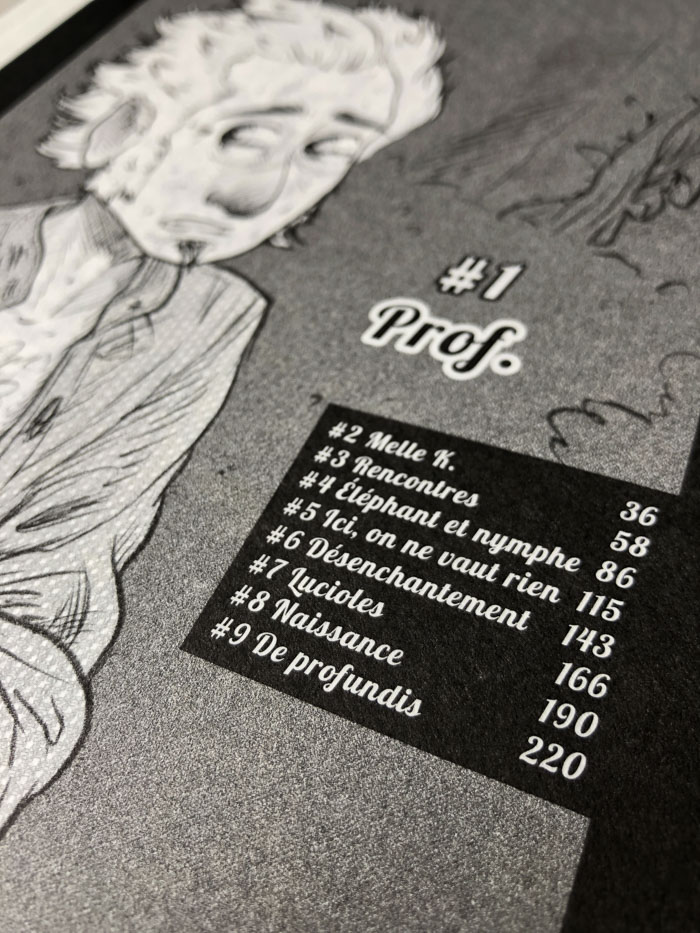 #1
Prof.
#2 Melle K. 36
#3 Rencontres 58
#4 Éléphant et nymphe 86
#5 Ici, on ne vaut rien 115
#6 Désenchantement 143
#7 Lucioles 166
#8 Naissance 190
#9 De profundis 220